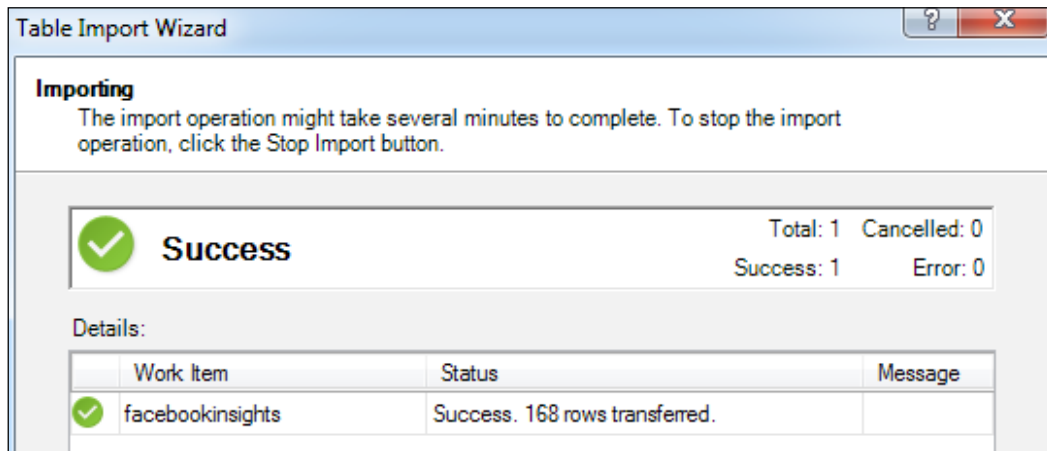 Table Import Wizard
Importing
The import operation might take several minutes to complete. To stop the import
operation, click the Stop Import button.
Success
Total: 1 Cancelled: 0
Success: 1 Error: 0
Details:
Work Item Status Message
facebookinsights Success. 168 rows transferred.